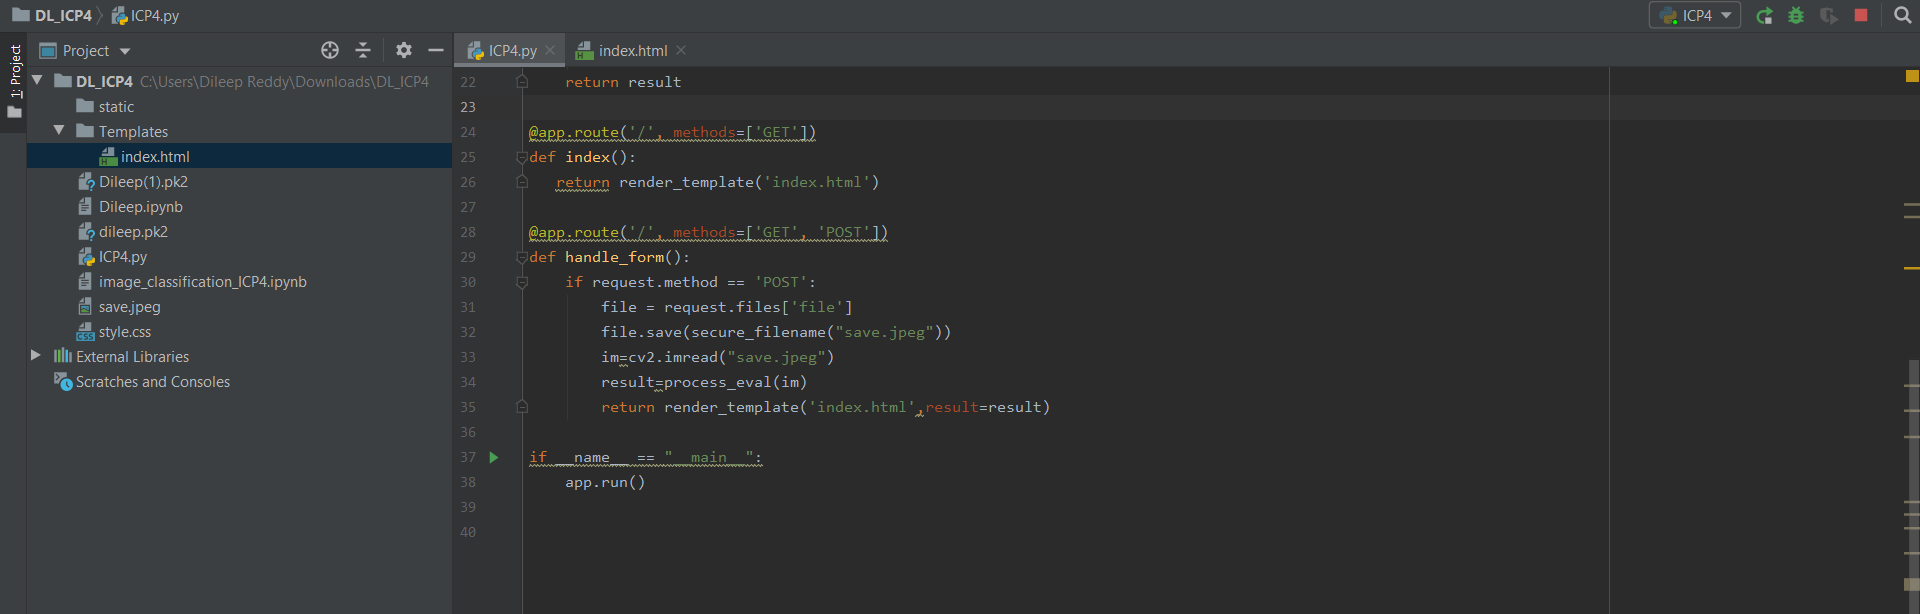 DL_ICP4 ICP4.py ICP4
1: Project
Project
ICP4.py index.html
DL_ICP4 C:\Users\Dileep Reddy\Downloads\DL_ICP4
static
Templates
index.html
Dileep(1).pk2
Dileep.ipynb
dileep.pk2
ICP4.py
image_classification_ICP4.ipynb
save.jpeg
style.css
External Libraries
Scratches and Consoles
22 return result
23
24 @app.route('/', methods=['GET'])
25 def index():
26 return render_template('index.html')
27
28 @app.route('/', methods=['GET', 'POST'])
29 def handle_form():
30 if request.method == 'POST':
31 file = request.files['file']
32 file.save(secure_filename("save.jpeg"))
33 im=cv2.imread("save.jpeg")
34 result=process_eval(im)
35 return render_template('index.html',result=result)
36
37 if __name__ == "__main__":
38 app.run()
39
40